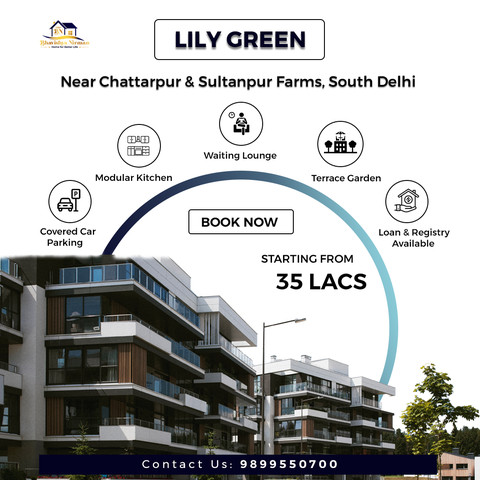 LILY GREEN
Near Chattarpur & Sultanpur Farms, South Delhi
Waiting Lounge
Modular Kitchen
Terrace Garden
Covered Car
Parking
Loan & Registry
Available
BOOK NOW
STARTING FROM
35 LACS
Contact Us: 9899550700